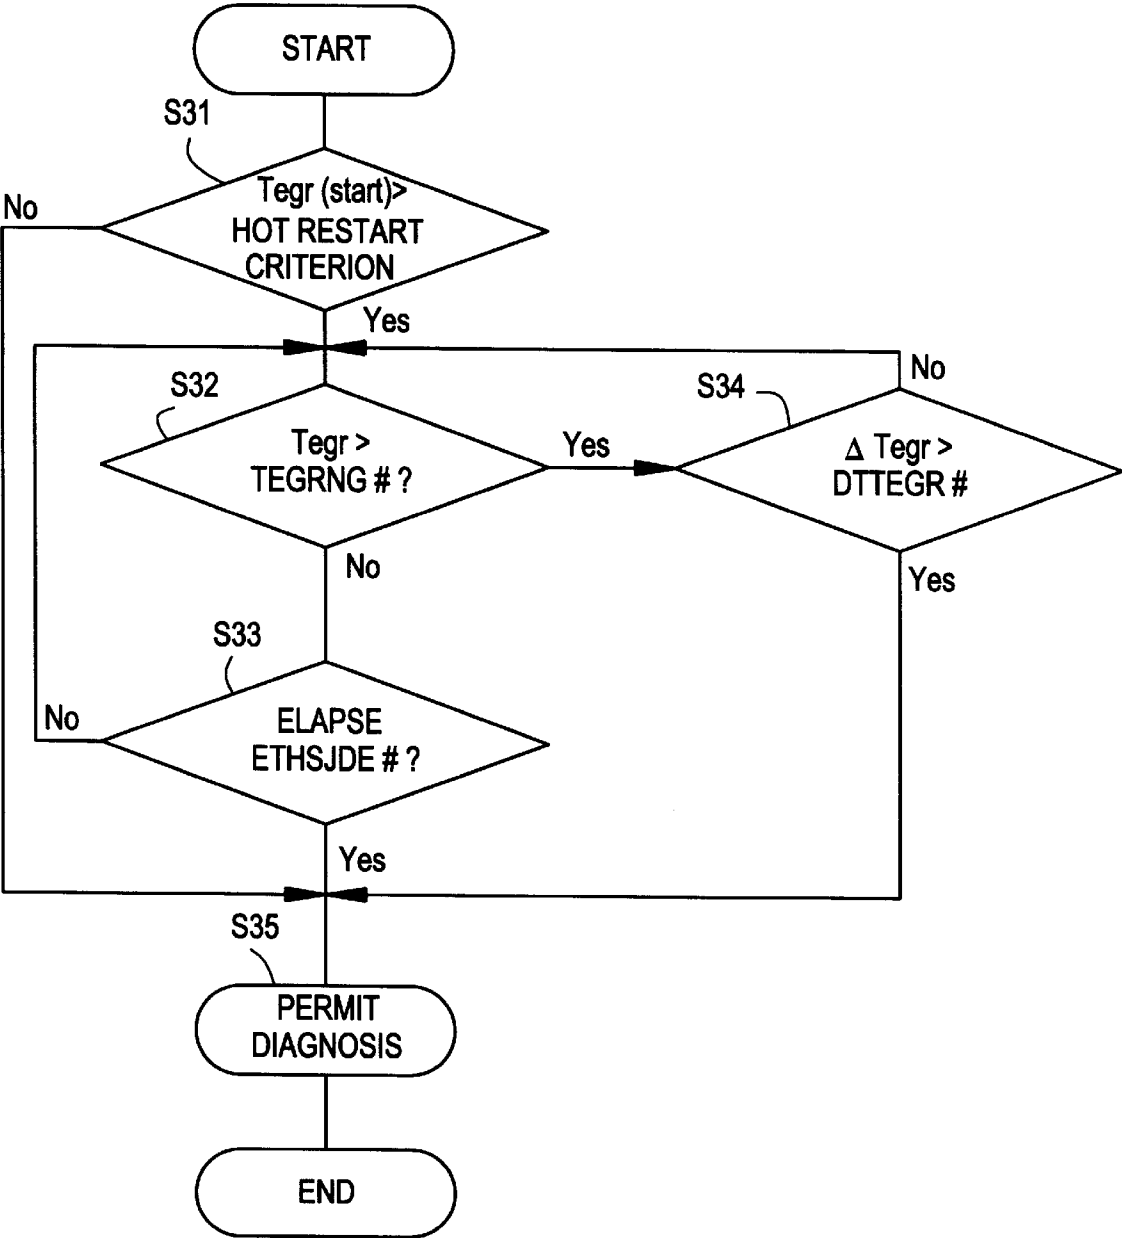 START
S31
Tegr (start)>
HOT RESTART
CRITERION
No
Yes
S32
Tegr >
TEGRNG # ?
Yes
No
S34
Δ Tegr >
DTTEGR #
No
Yes
S33
ELAPSE
ETHSJDE # ?
No
Yes
S35
PERMIT
DIAGNOSIS
END